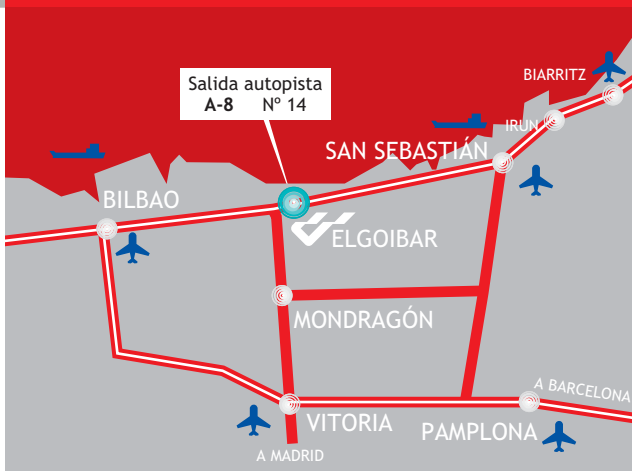 BIARRITZ
Salida autopista
A-8 Nº 14
IRUN
SAN SEBASTIÁN
BILBAO
ELGOIBAR
MONDRAGÓN
A BARCELONA
VITORIA
PAMPLONA
A MADRID